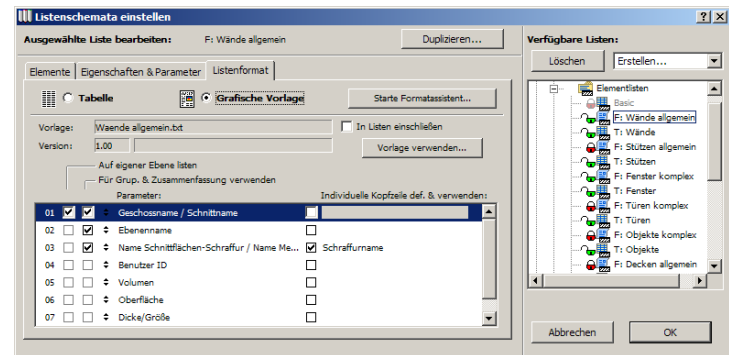 Listenschemata einstellen
Ausgewählte Liste bearbeiten: F: Wände allgemein
Duplizieren...
Elemente Eigenschaften & Parameter Listenformat
Tabelle Grafische Vorlage Starte Formatassistent...
Vorlage: Waende allgemein.txt In Listen einschließen
Version: 1.00 Vorlage verwenden...
Auf eigener Ebene listen
Für Grup. & Zusammenfassung verwenden
Parameter: Individuelle Kopfzeile def. & verwenden:
01 Geschossname / Schnittname
02 Ebenenname
03 Name Schnittflächen-Schraffur / Name Me... Schraffurname
04 Benutzer ID
05 Volumen
06 Oberfläche
07 Dicke/Größe
Verfügbare Listen:
Löschen Erstellen...
Elementlisten
Basic
F: Wände allgemein
T: Wände
F: Stützen allgemein
T: Stützen
F: Fenster komplex
T: Fenster
F: Türen komplex
T: Türen
F: Objekte komplex
T: Objekte
F: Decken allgemein
Abbrechen OK